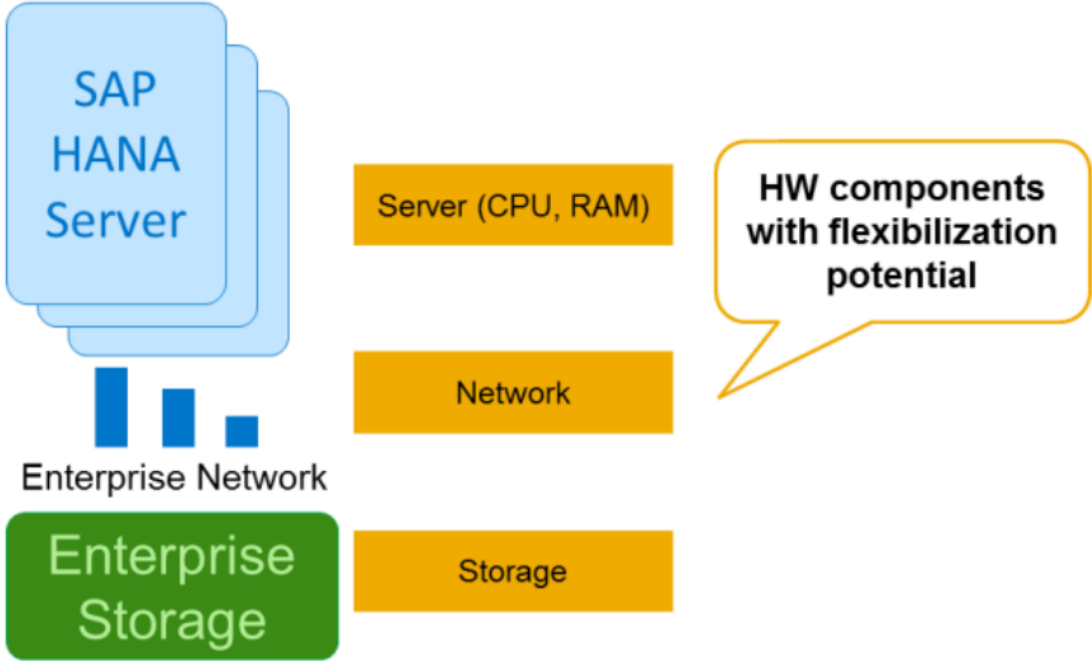 SAP
HANA
Server
Server (CPU, RAM)
HW components
with flexibilization
potential
Network
Enterprise Network
Enterprise
Storage
Storage